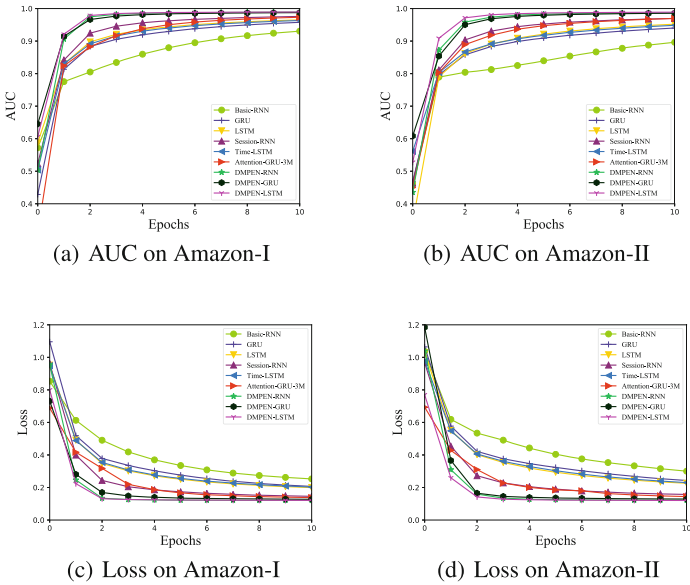 1.0
0.9
0.8
0.7
0.6
0.5
0.4
AUC
0 2 4 6 8 10
Epochs
Basic-RNN
GRU
LSTM
Session-RNN
Time-LSTM
Attention-GRU-3M
DMPEN-RNN
DMPEN-GRU
DMPEN-LSTM
(a) AUC on Amazon-I
1.0
0.9
0.8
0.7
0.6
0.5
0.4
AUC
0 2 4 6 8 10
Epochs
Basic-RNN
GRU
LSTM
Session-RNN
Time-LSTM
Attention-GRU-3M
DMPEN-RNN
DMPEN-GRU
DMPEN-LSTM
(b) AUC on Amazon-II
1.2
1.0
0.8
0.6
0.4
0.2
0.0
Loss
0 2 4 6 8 10
Epochs
Basic-RNN
GRU
LSTM
Session-RNN
Time-LSTM
Attention-GRU-3M
DMPEN-RNN
DMPEN-GRU
DMPEN-LSTM
(c) Loss on Amazon-I
1.2
1.0
0.8
0.6
0.4
0.2
0.0
Loss
0 2 4 6 8 10
Epochs
Basic-RNN
GRU
LSTM
Session-RNN
Time-LSTM
Attention-GRU-3M
DMPEN-RNN
DMPEN-GRU
DMPEN-LSTM
(d) Loss on Amazon-II